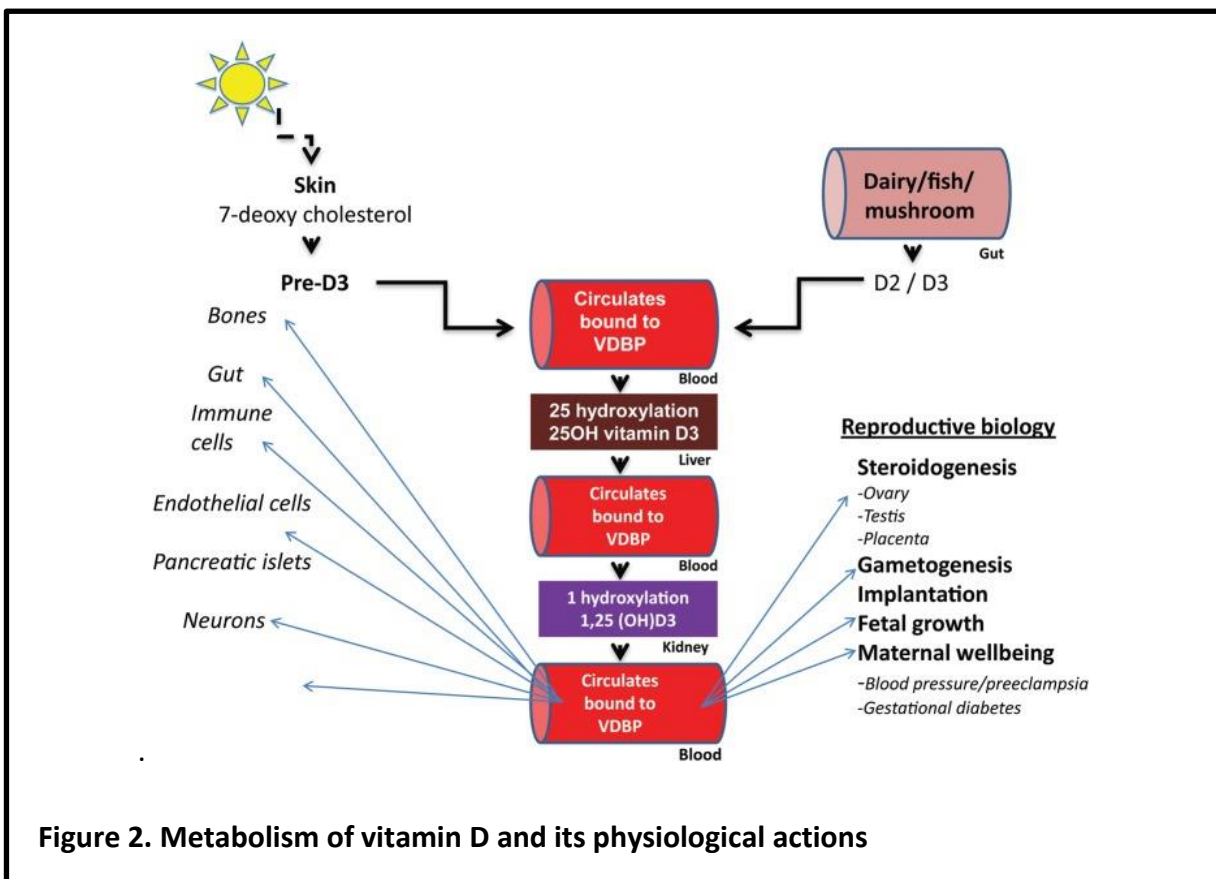 Skin
7-deoxy cholesterol
Pre-D3
Dairy/fish/
mushroom
Gut
D2 / D3
Circulates
bound to
VDBP
Blood
25 hydroxylation
25OH vitamin D3
Liver
Circulates
bound to
VDBP
Blood
1 hydroxylation
1,25 (OH)D3
Kidney
Circulates
bound to
VDBP
Blood
Bones
Gut
Immune
cells
Endothelial cells
Pancreatic islets
Neurons
.
Reproductive biology
Steroidogenesis
-Ovary
-Testis
-Placenta
Gametogenesis
Implantation
Fetal growth
Maternal wellbeing
-Blood pressure/preeclampsia
-Gestational diabetes
Figure 2. Metabolism of vitamin D and its physiological actions